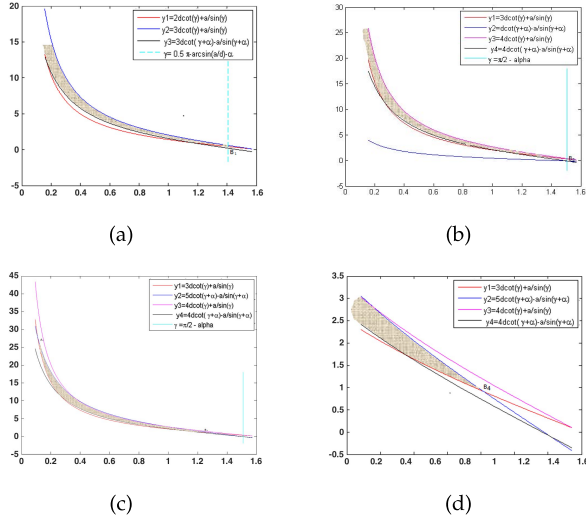 20
15
10
5
0
-5
0 0.2 0.4 0.6 0.8 1 1.2 1.4 1.6
y1=2dcot(γ)+a/sin(γ)
y2=3dcot(γ)+a/sin(γ)
y3=3dcot( γ+α)-a/sin(γ+α)
γ= 0.5 π-arcsin(a/d)-α
(a)
30
25
20
15
10
5
0
5
0 0.2 0.4 0.6 0.8 1 1.2 1.4 1.6
y1=3dcot(γ)+a/sin(γ)
y2=dcot(γ+α)-a/sin(γ+α)
y3=4dcot(γ)+a/sin(γ)
y4=4dcot( γ+α)-a/sin(γ+α)
γ =π/2 - alpha
(b)
45
40
35
30
25
20
15
10
5
0
-5
0 0.2 0.4 0.6 0.8 1 1.2 1.4 1.6
y1=3dcot(γ)+a/sin(γ)
y2=5dcot(γ+α)-a/sin(γ+α)
y3=4dcot(γ)+a/sin(γ)
y4=4dcot( γ+α)-a/sin(γ+α)
γ =π/2 - alpha
(c)
3.5
3
2.5
2
1.5
1
0.5
0
-0.5
0 0.2 0.4 0.6 0.8 1 1.2 1.4 1.6
y1=3dcot(γ)+a/sin(γ)
y2=5dcot(γ+α)-a/sin(γ+α)
y3=4dcot(γ)+a/sin(γ)
y4=4dcot( γ+α)-a/sin(γ+α)
B4
(d)